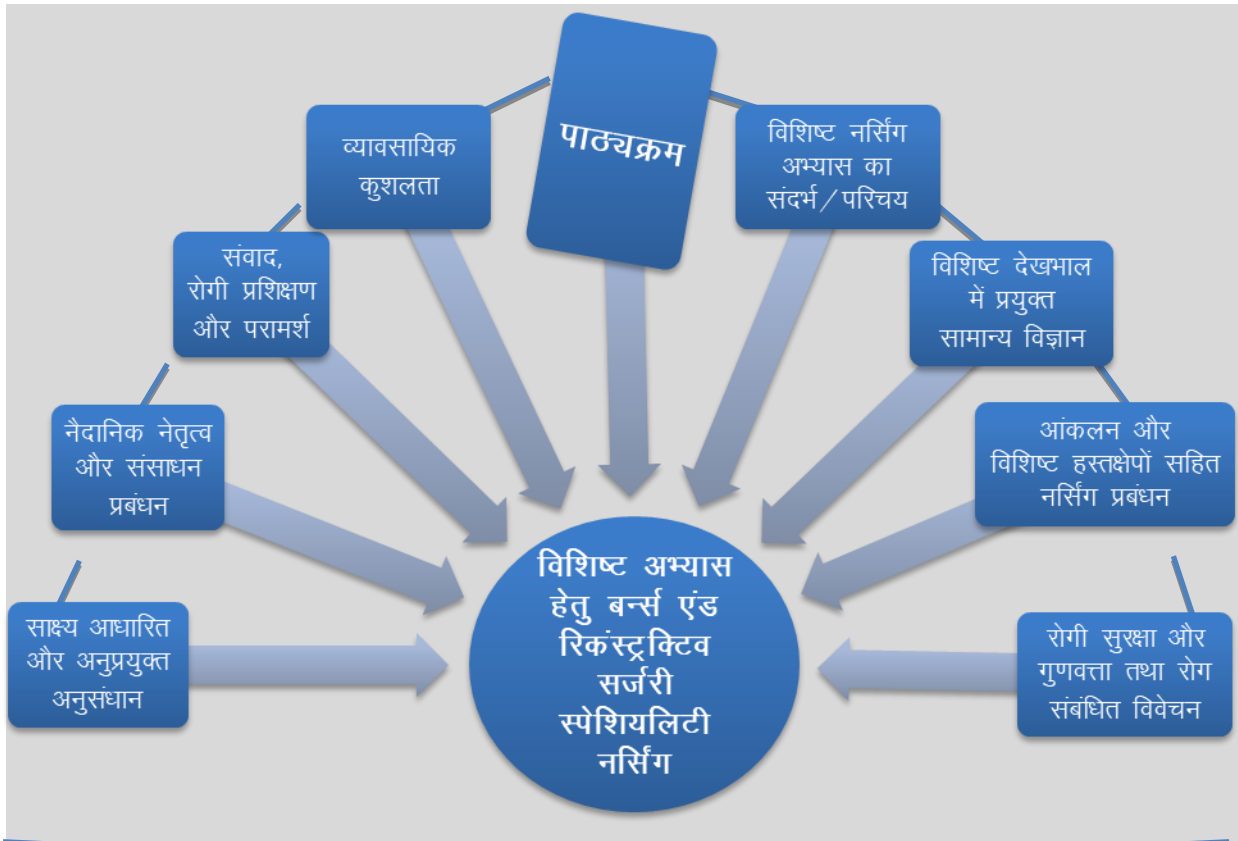 पाठ्यक्रम
व्यावसायिक
कुशलता
विशिष्ट नर्सिंग
अभ्यास का
संदर्भ/परिचय
संवाद,
रोगी प्रशिक्षण
और परामर्श
विशिष्ट देखभाल
में प्रयुक्त
सामान्य विज्ञान
नैदानिक नेतृत्व
और संसाधन
प्रबंधन
आंकलन और
विशिष्ट हस्तक्षेपों सहित
नर्सिंग प्रबंधन
साक्ष्य आधारित
और अनुप्रयुक्त
अनुसंधान
रोगी सुरक्षा और
गुणवत्ता तथा रोग
संबंधित विवेचन
विशिष्ट अभ्यास
हेतु बर्न्स एंड
रिकंस्ट्रक्टिव
सर्जरी
स्पेशियलिटी
नर्सिंग